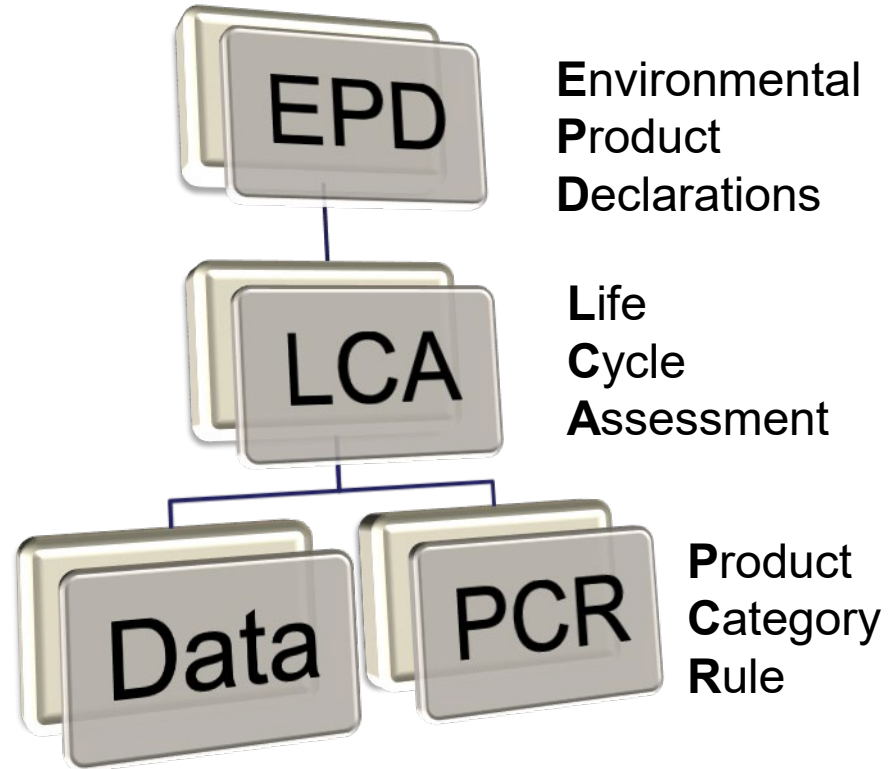 EPD
Environmental
Product
Declarations
LCA
Life
Cycle
Assessment
Data
PCR
Product
Category
Rule